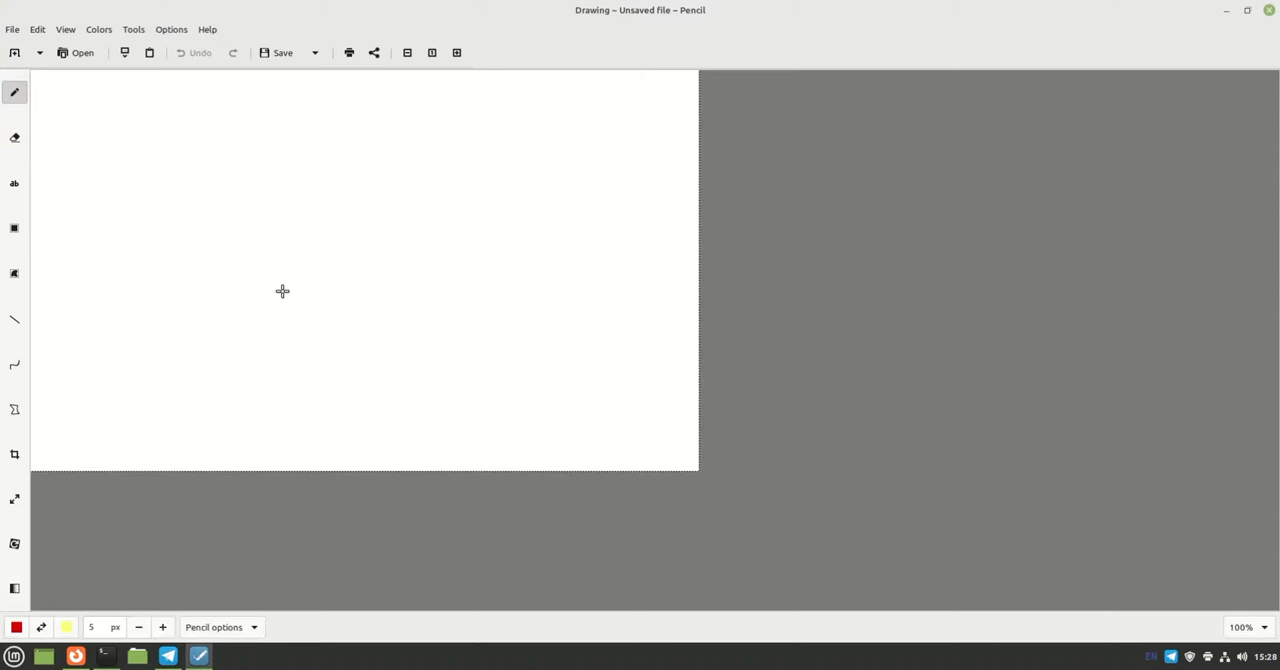 Drawing – Unsaved file – Pencil
File Edit View Colors Tools Options Help
Open Undo Save
ab
5 px Pencil options 100%
EN 15:28